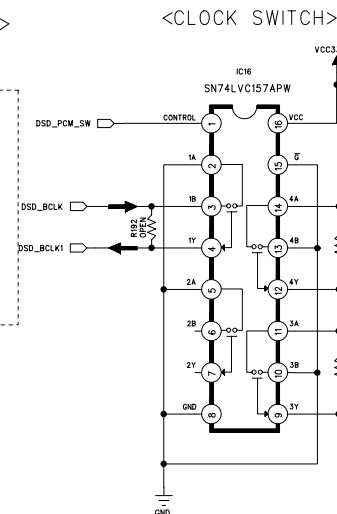 >
<CLOCK SWITCH>
VCC3
IC16
SN74LVC157APW
DSD_PCM_SW
CONTROL
1
16
VCC
1A
2
15
G
DSD_BCLK
1B
3
14
4A
R192
OPEN
DSD_BCLK1
1Y
4
13
4B
2A
5
12
4Y
2B
6
11
3A
2Y
7
10
3B
GND
8
9
3Y
GND